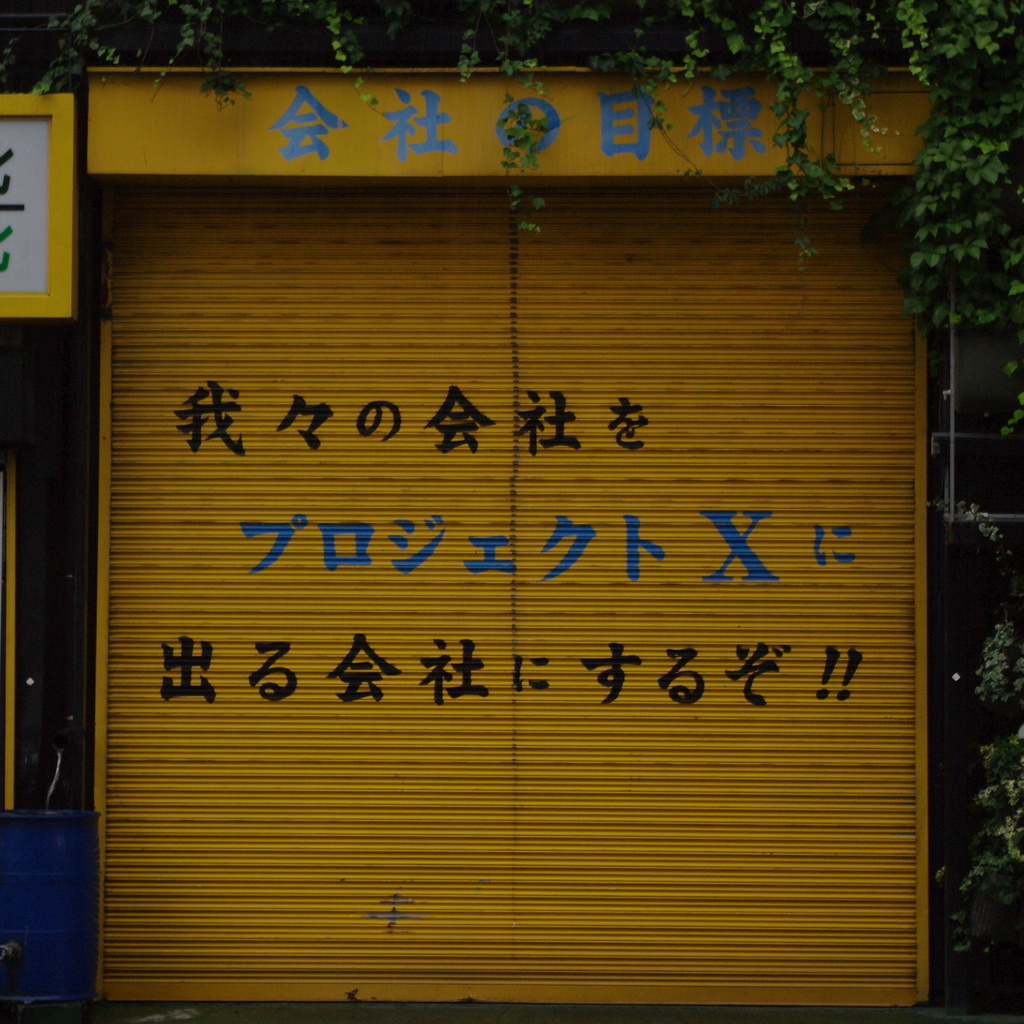 会社の目標
我々の会社を
プロジェクトXに
出る会社にするぞ!!